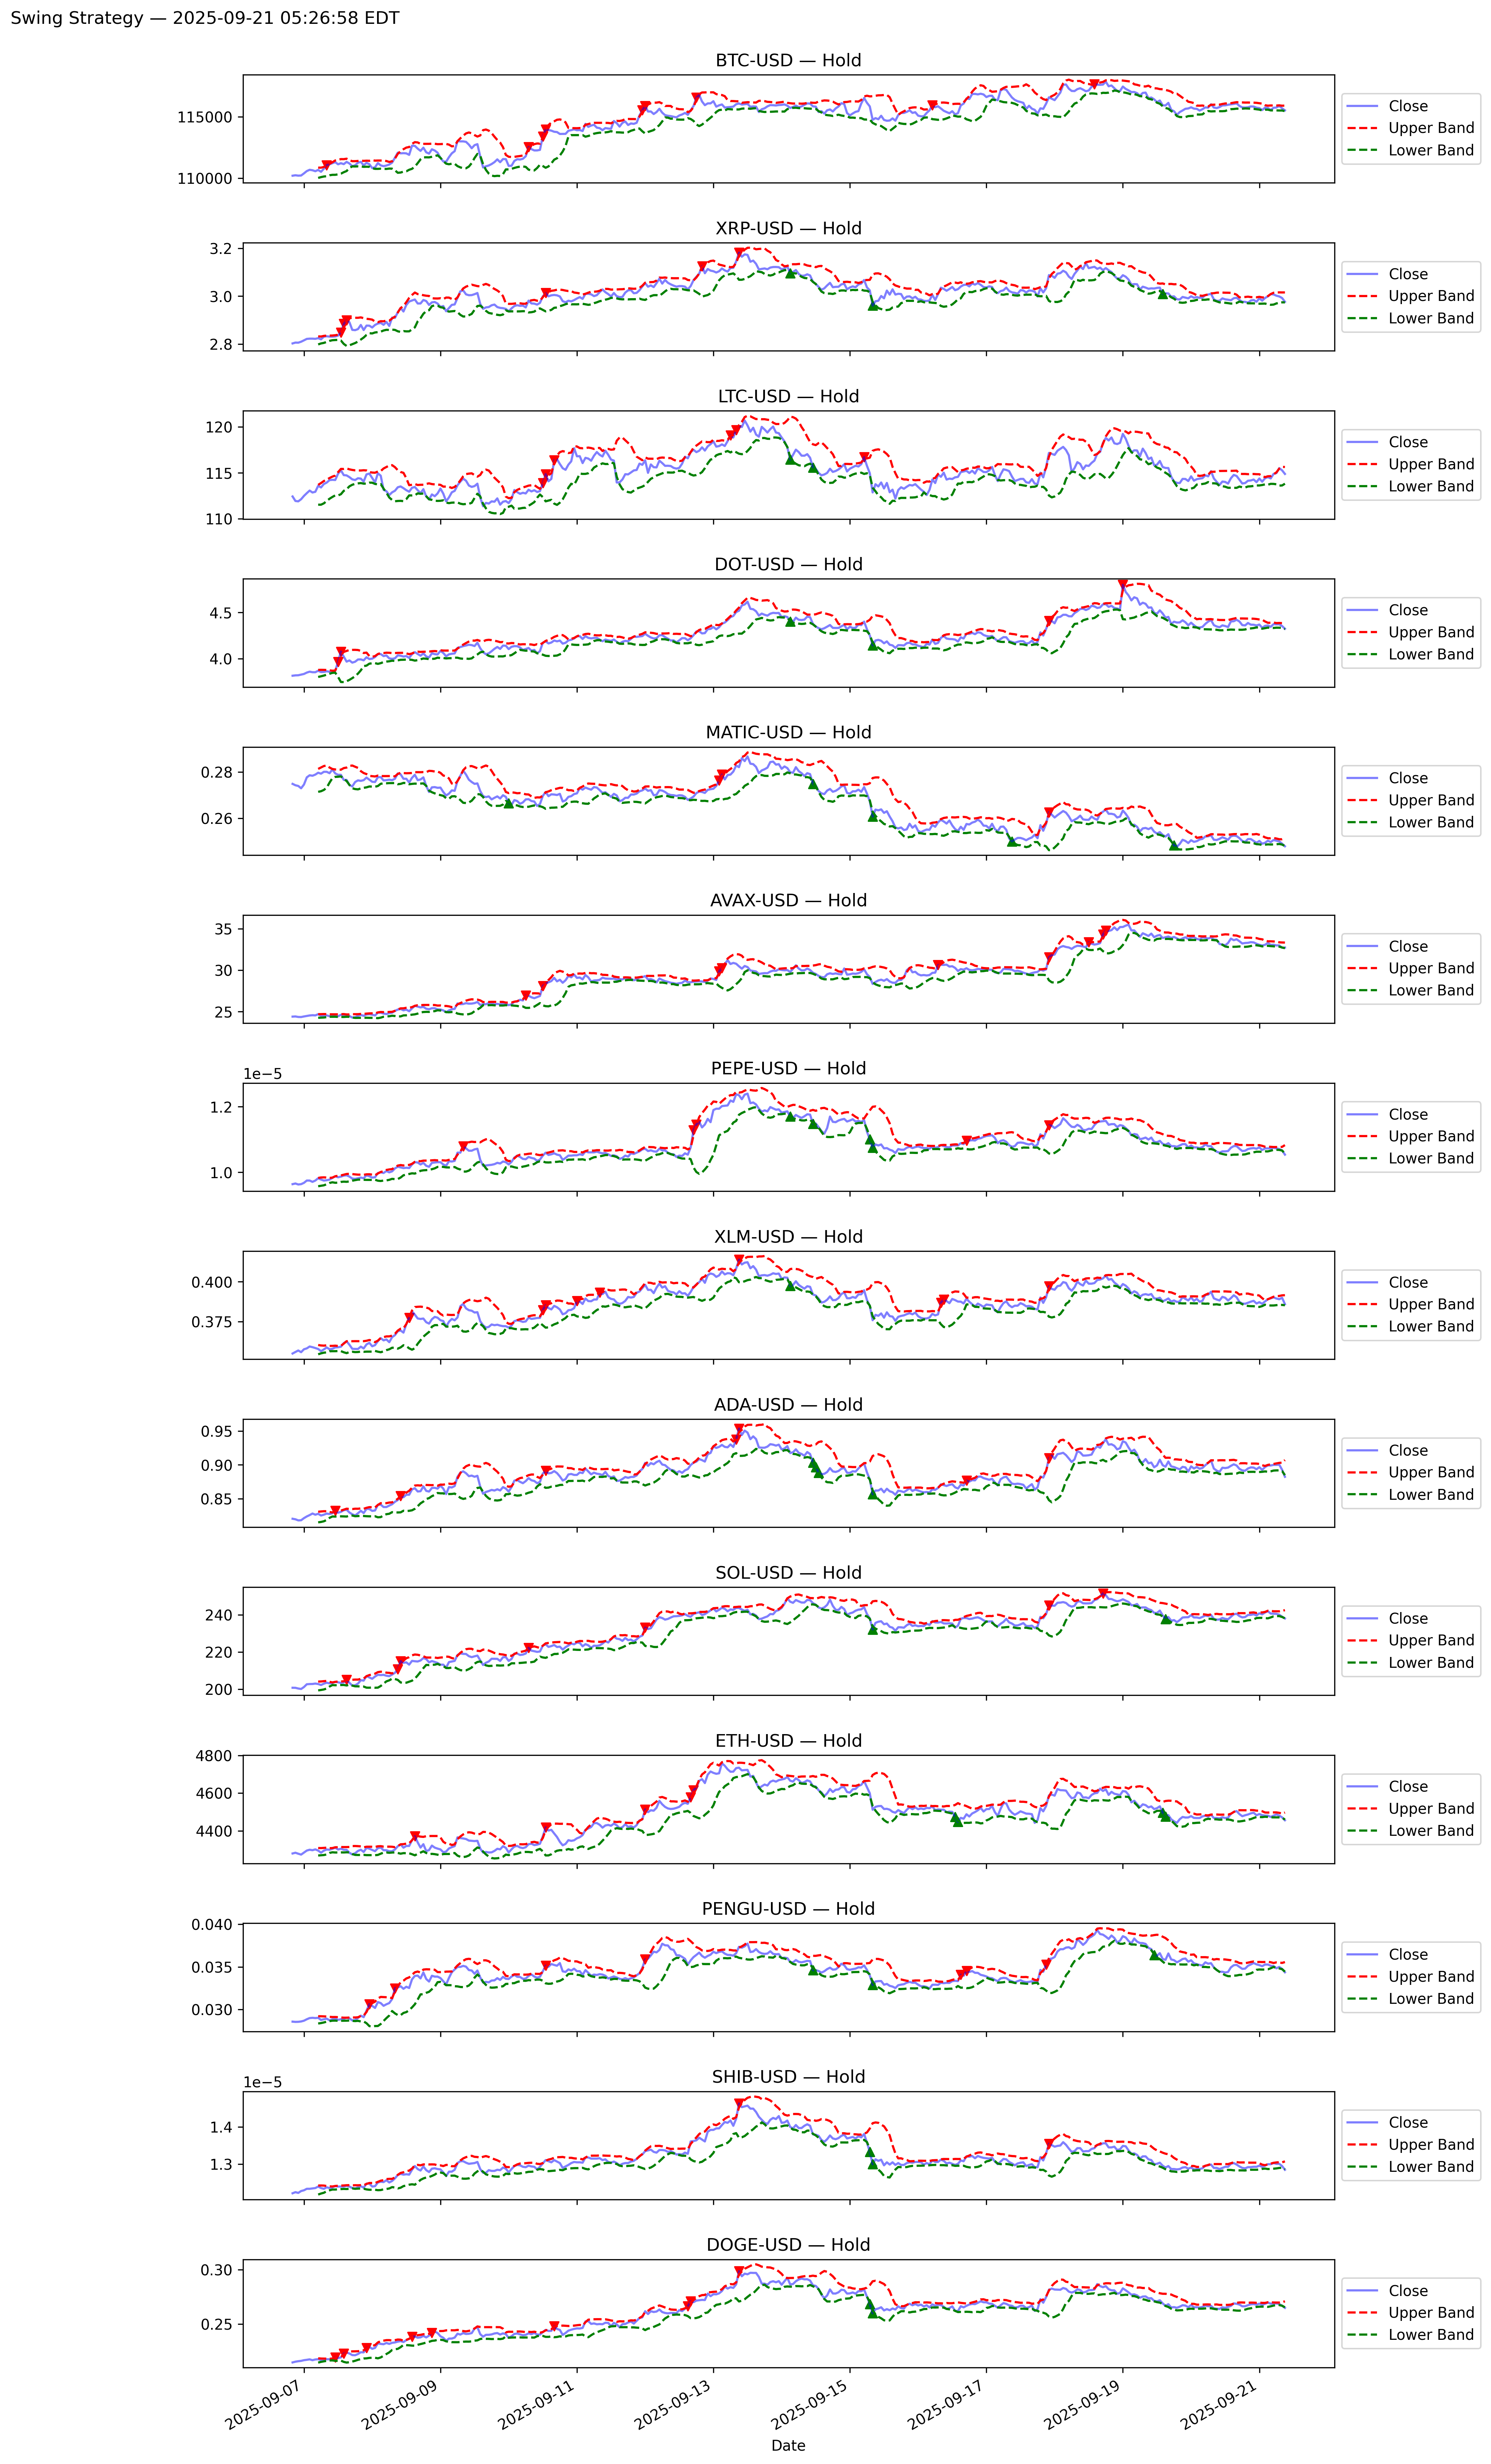 Swing Strategy — 2025-09-21 05:26:58 EDT
BTC-USD — Hold
115000
110000
Close
Upper Band
Lower Band
XRP-USD — Hold
3.2
3.0
2.8
Close
Upper Band
Lower Band
LTC-USD — Hold
120
115
110
Close
Upper Band
Lower Band
DOT-USD — Hold
4.5
4.0
Close
Upper Band
Lower Band
MATIC-USD — Hold
0.28
0.26
Close
Upper Band
Lower Band
AVAX-USD — Hold
35
30
25
Close
Upper Band
Lower Band
PEPE-USD — Hold
1e−5
1.2
1.0
Close
Upper Band
Lower Band
XLM-USD — Hold
0.400
0.375
Close
Upper Band
Lower Band
ADA-USD — Hold
0.95
0.90
0.85
Close
Upper Band
Lower Band
SOL-USD — Hold
240
220
200
Close
Upper Band
Lower Band
ETH-USD — Hold
4800
4600
4400
Close
Upper Band
Lower Band
PENGU-USD — Hold
0.040
0.035
0.030
Close
Upper Band
Lower Band
SHIB-USD — Hold
1e−5
1.4
1.3
Close
Upper Band
Lower Band
DOGE-USD — Hold
0.30
0.25
Close
Upper Band
Lower Band
2025-09-07
2025-09-09
2025-09-11
2025-09-13
2025-09-15
2025-09-17
2025-09-19
2025-09-21
Date